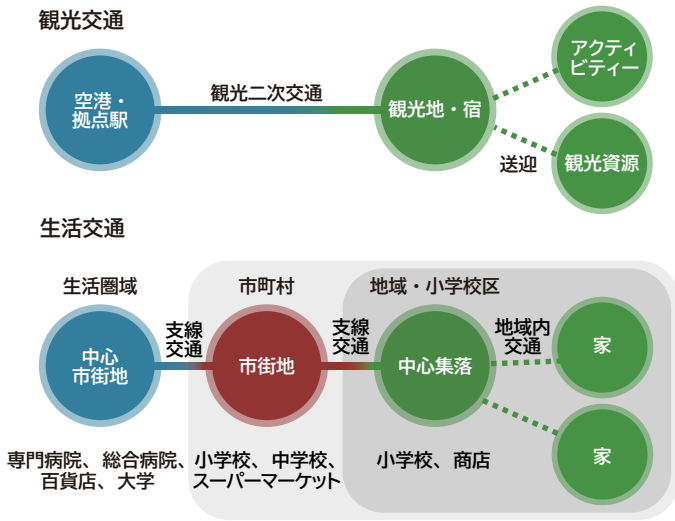 観光交通
空港・
拠点駅
観光二次交通
観光地・宿
アクティ
ビティー
送迎
観光資源
生活交通
生活圏域
市町村
地域・小学校区
中心
市街地
支線
交通
市街地
支線
交通
中心集落
地域内
交通
家
家
専門病院、総合病院、
百貨店、大学
小学校、中学校、
スーパーマーケット
小学校、商店